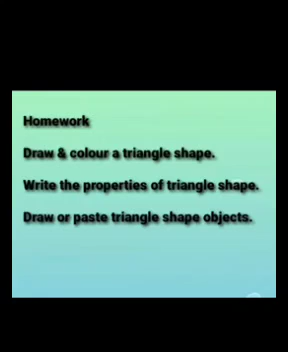 Homework
Draw & colour a triangle shape.
Write the properties of triangle shape.
Draw or paste triangle shape objects.